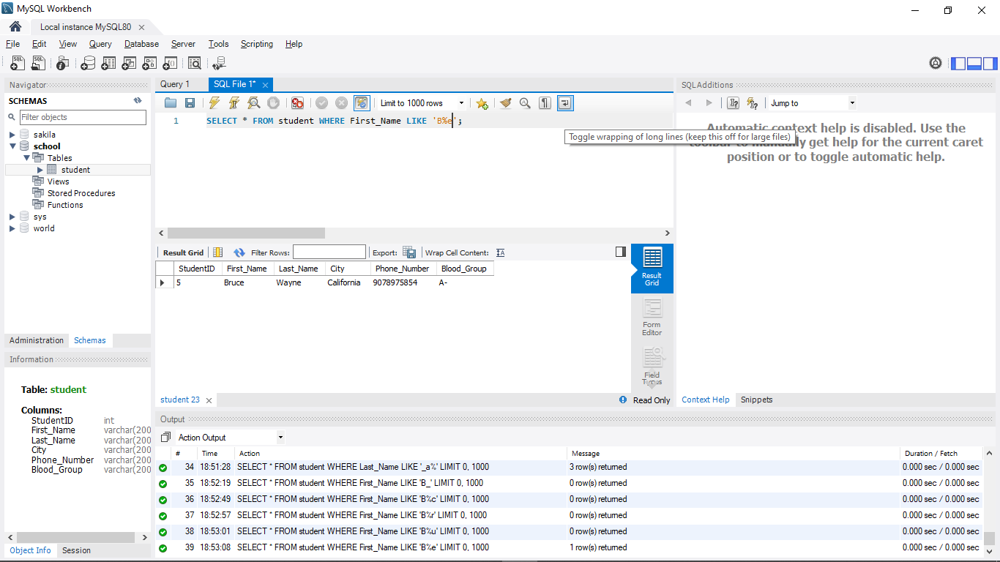 MySQL Workbench
Local instance MySQL80
File Edit View Query Database Server Tools Scripting Help
Navigator
SCHEMAS
Filter objects
sakila
school
Tables
student
Views
Stored Procedures
Functions
sys
world
Administration Schemas
Information
Table: student
Columns:
StudentID int
First_Name varchar(200
Last_Name varchar(200
City varchar(200
Phone_Number varchar(200
Blood_Group varchar(200
Object Info Session
Query 1 SQL File 1*
Limit to 1000 rows
1 SELECT * FROM student WHERE First_Name LIKE 'B%e';
Toggle wrapping of long lines (keep this off for large files)
Result Grid Filter Rows: Export: Wrap Cell Content:
StudentID First_Name Last_Name City Phone_Number Blood_Group
5 Bruce Wayne California 9078975854 A-
Result
Grid
Form
Editor
Field
Types
student 23
Read Only
SQLAdditions
Jump to
Automatic context help is disabled. Use the
toolbar to manually get help for the current caret
position or to toggle automatic help.
Context Help Snippets
Output
Action Output
# Time Action Message Duration / Fetch
34 18:51:28 SELECT * FROM student WHERE Last_Name LIKE '_a%' LIMIT 0, 1000 3 row(s) returned 0.000 sec / 0.000 sec
35 18:52:19 SELECT * FROM student WHERE First_Name LIKE 'B_' LIMIT 0, 1000 0 row(s) returned 0.000 sec / 0.000 sec
36 18:52:49 SELECT * FROM student WHERE First_Name LIKE 'B%c' LIMIT 0, 1000 0 row(s) returned 0.000 sec / 0.000 sec
37 18:52:57 SELECT * FROM student WHERE First_Name LIKE 'B%r' LIMIT 0, 1000 0 row(s) returned 0.000 sec / 0.000 sec
38 18:53:01 SELECT * FROM student WHERE First_Name LIKE 'B%u' LIMIT 0, 1000 0 row(s) returned 0.000 sec / 0.000 sec
39 18:53:08 SELECT * FROM student WHERE First_Name LIKE 'B%e' LIMIT 0, 1000 1 row(s) returned 0.000 sec / 0.000 sec